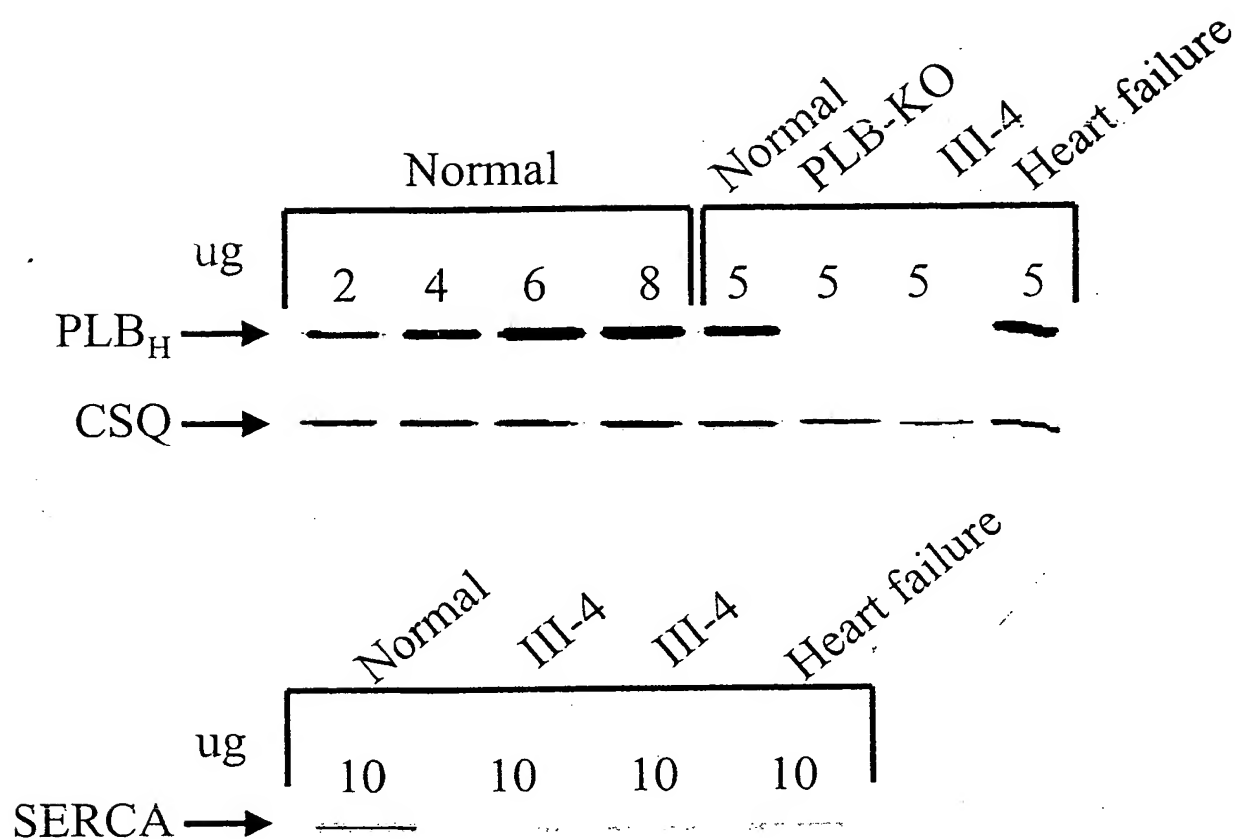 Normal
Normal
PLB-KO
III-4
Heart failure
ug
2 4 6 8 5 5 5 5
PLBH
CSQ
Normal
III-4
III-4
Heart failure
ug
10 10 10 10
SERCA